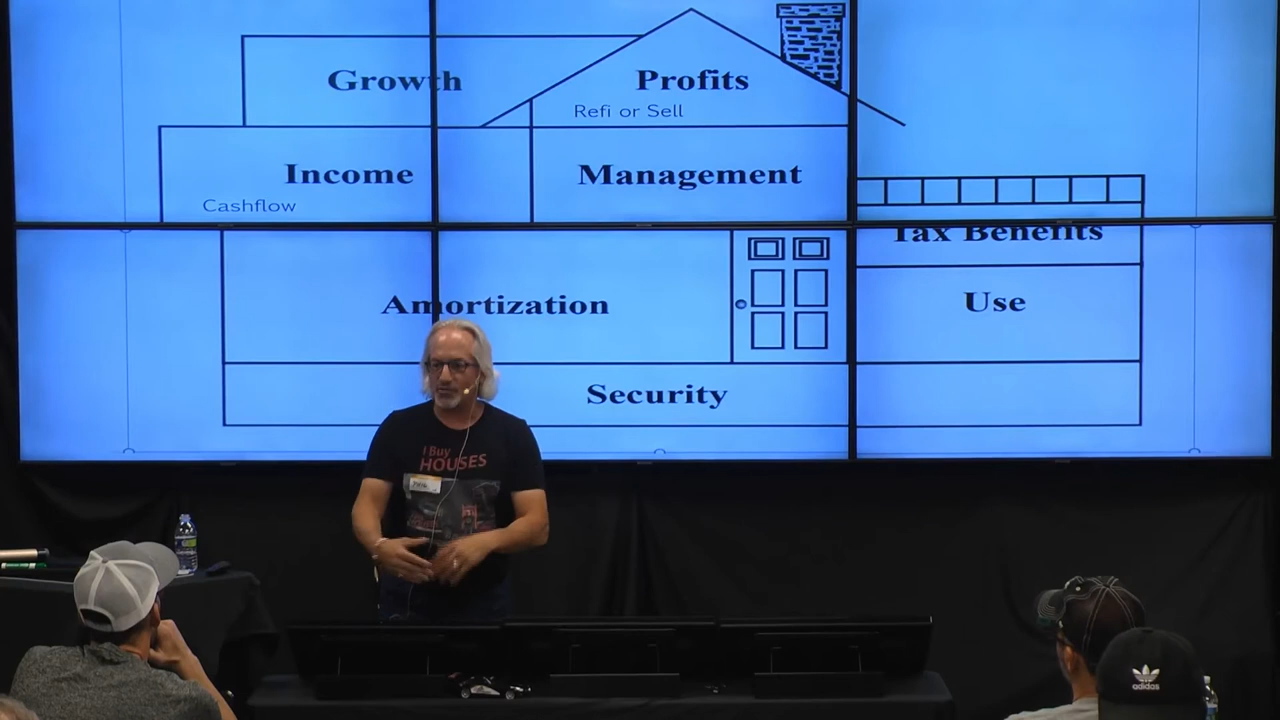 Growth
Profits
Refi or Sell
Income
Management
Cashflow
Tax Benefits
Amortization
Use
Security
I Buy
HOUSES
adidas